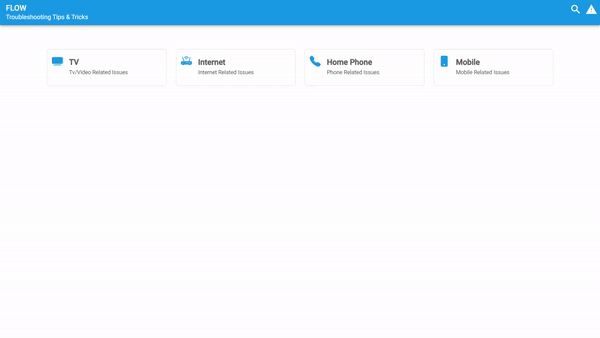 FLOW
Troubleshooting Tips & Tricks
TV
Tv/Video Related Issues
Internet
Internet Related Issues
Home Phone
Phone Related Issues
Mobile
Mobile Related Issues